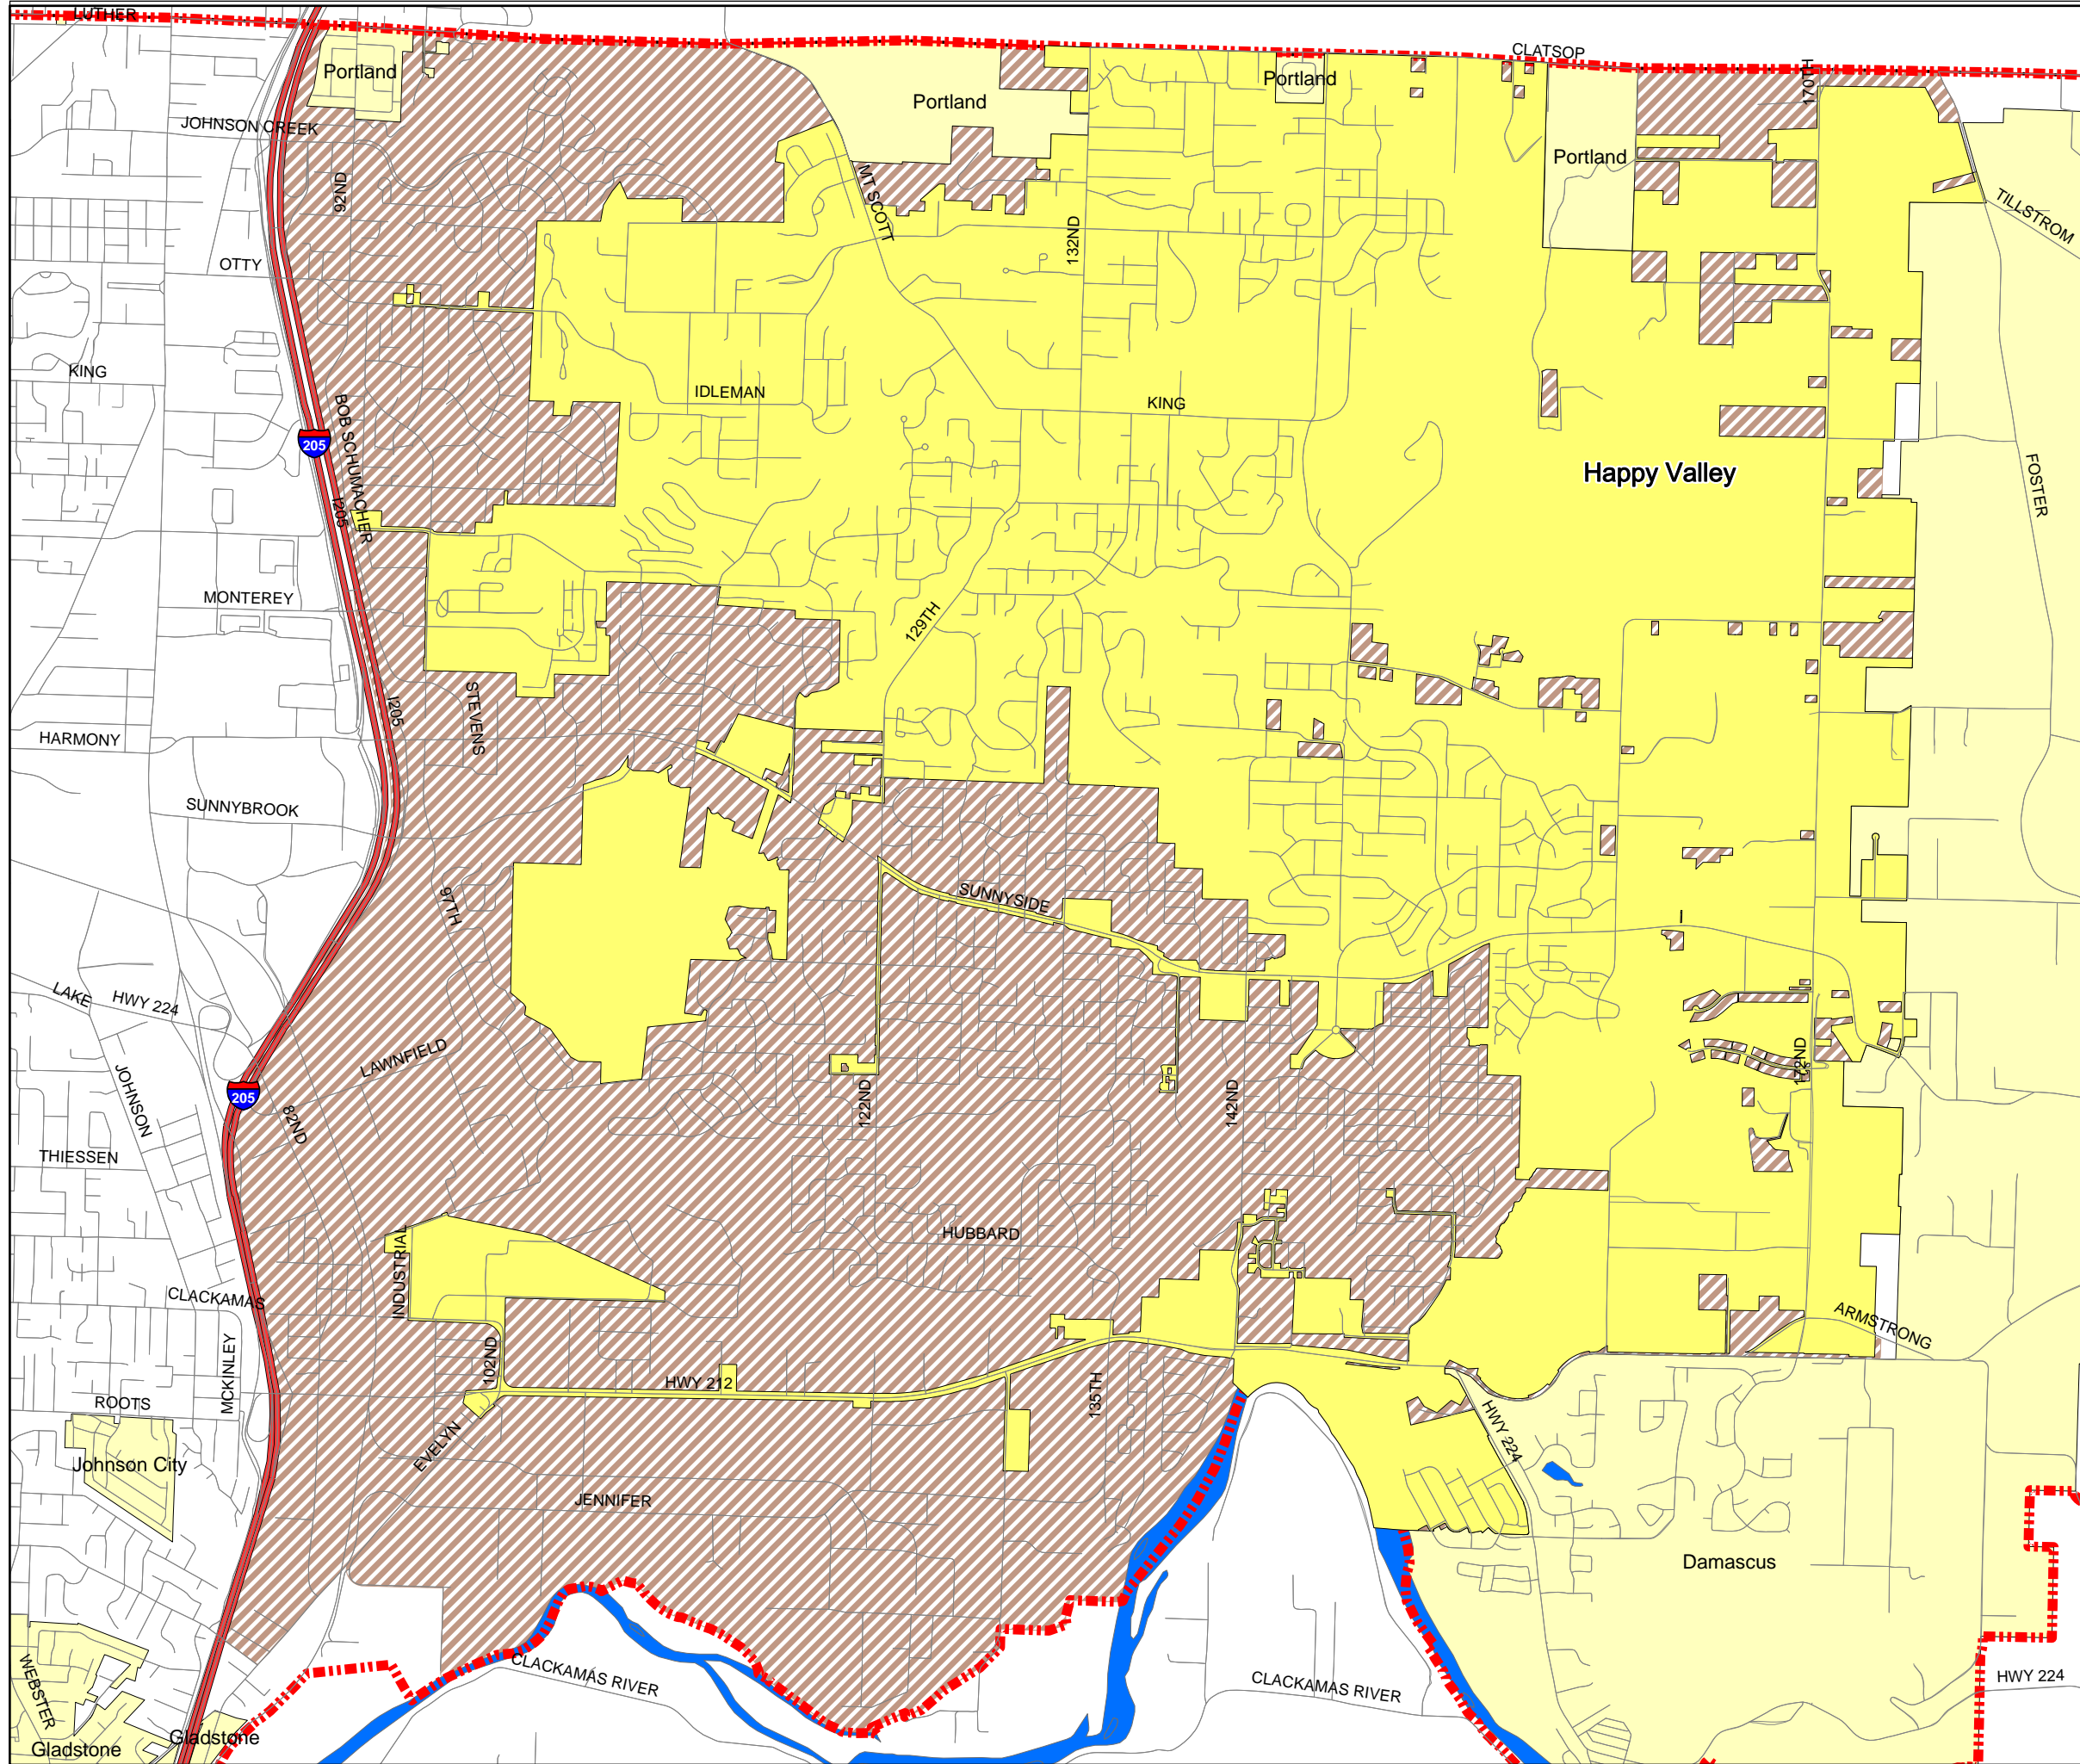 LUTHER
CLATSOP
Portland
Portland
Portland
170TH
JOHNSON CREEK
Portland
92ND
MT SCOTT
132ND
TILLSTROM
OTTY
KING
IDLEMAN
KING
205
BOB SCHUMACHER
Happy Valley
FOSTER
I205
MONTEREY
129TH
STEVENS
I205
HARMONY
SUNNYBROOK
97TH
SUNNYSIDE
I
LAKE
HWY 224
LAWNFIELD
172ND
205
JOHNSON
82ND
122ND
142ND
THIESSEN
HUBBARD
INDUSTRIAL
CLACKAMAS
ARMSTRONG
MCKINLEY
102ND
HWY 212
135TH
ROOTS
EVELYN
HWY 224
Johnson City
JENNIFER
Damascus
WEBSTER
CLACKAMAS RIVER
CLACKAMAS RIVER
HWY 224
Gladstone
Gladstone